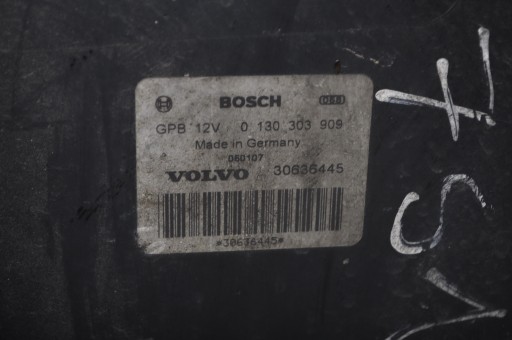 BOSCH
GPB 12V 0 130 303 909
Made in Germany
060107
VOLVO 30636445
*30636445*